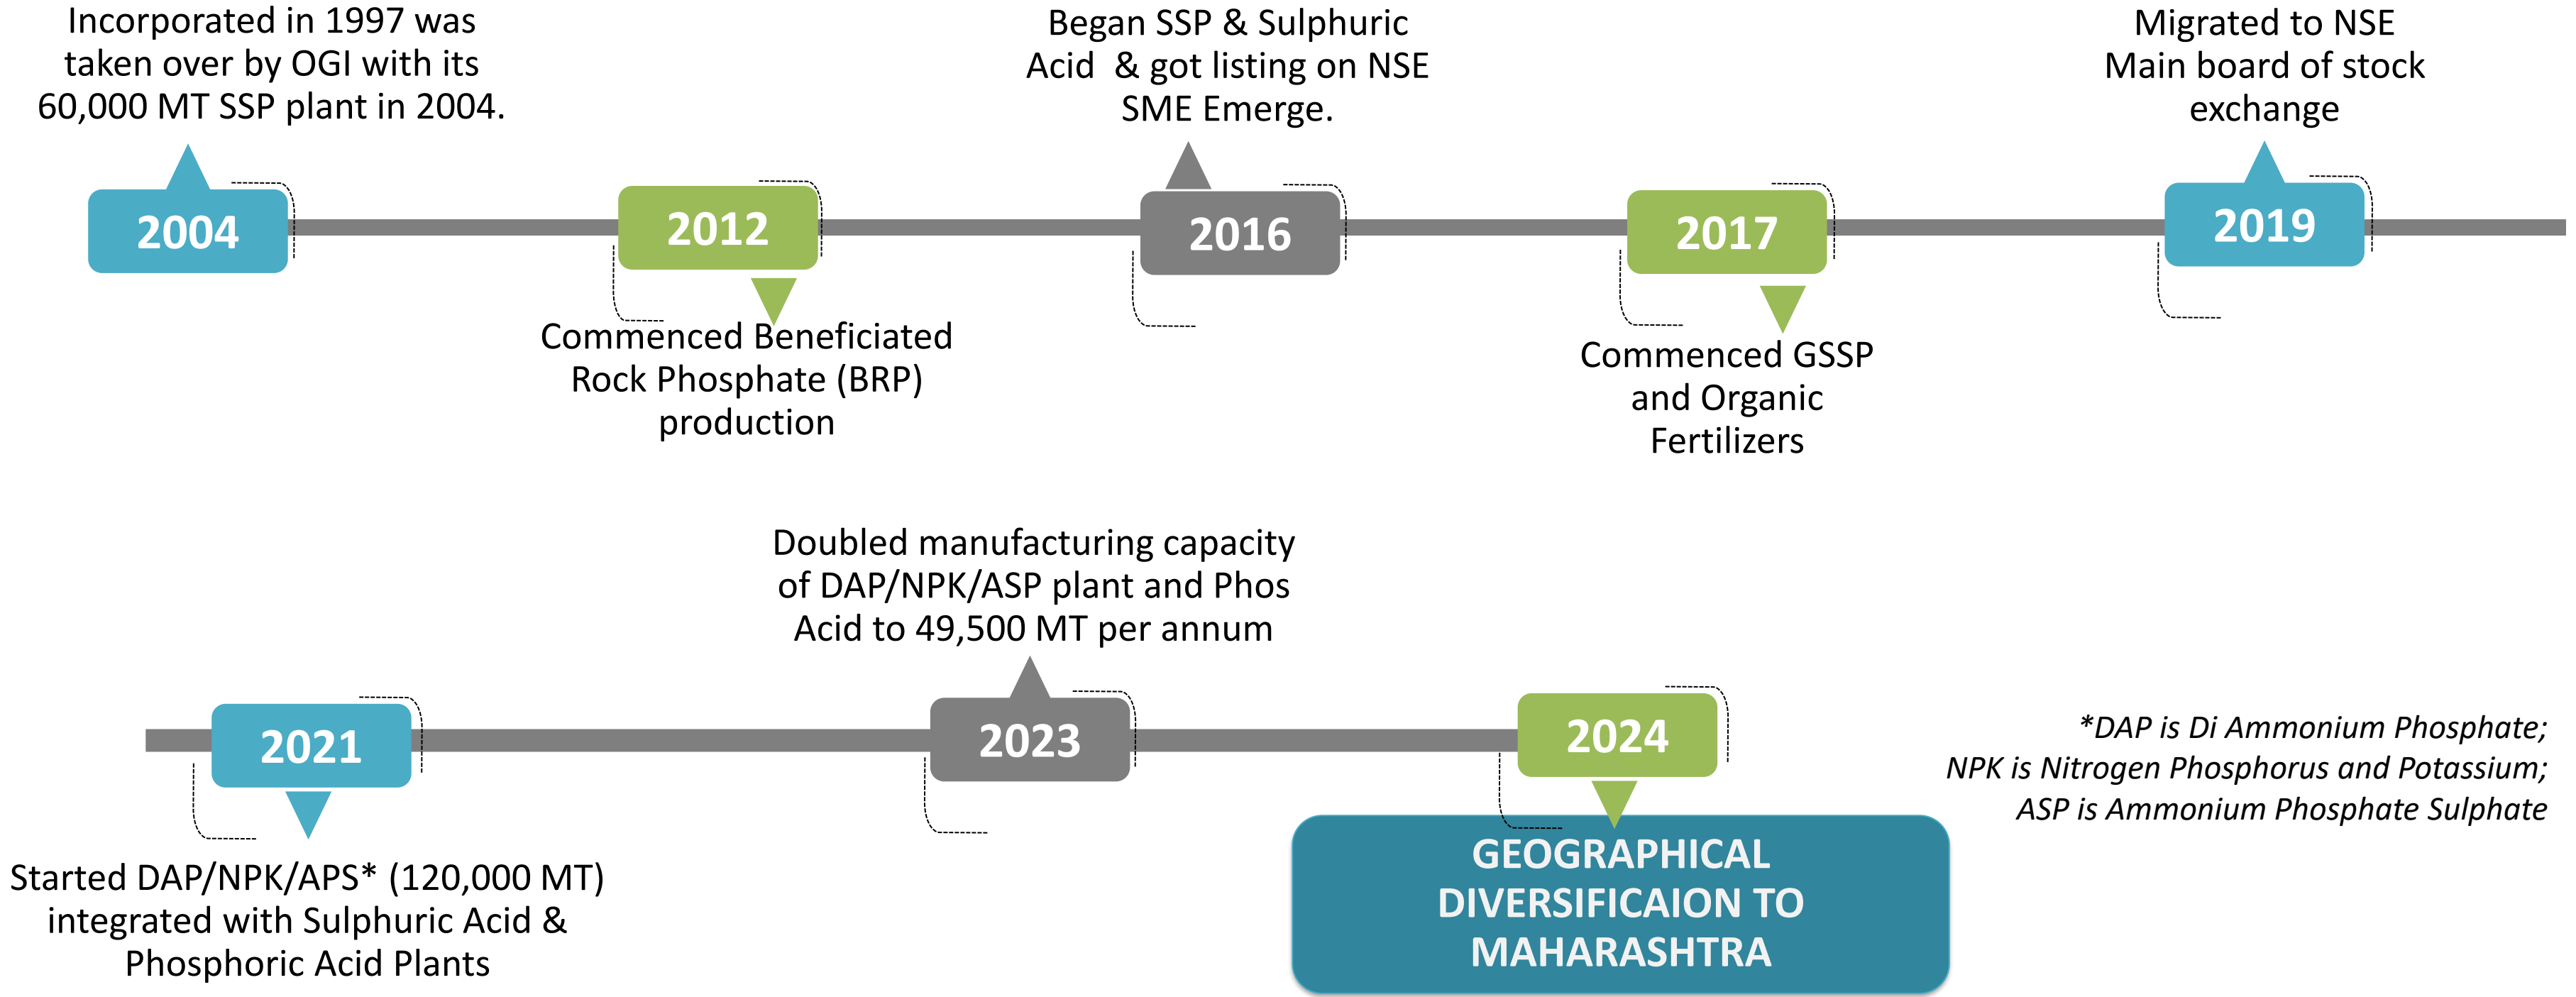 Incorporated in 1997 was
taken over by OGI with its
60,000 MT SSP plant in 2004.
Began SSP & Sulphuric
Acid & got listing on NSE
SME Emerge.
Migrated to NSE
Main board of stock
exchange
2004
2012
2016
2017
2019
Commenced Beneficiated
Rock Phosphate (BRP)
production
Commenced GSSP
and Organic
Fertilizers
Doubled manufacturing capacity
of DAP/NPK/ASP plant and Phos
Acid to 49,500 MT per annum
2021
2023
2024
*DAP is Di Ammonium Phosphate;
NPK is Nitrogen Phosphorus and Potassium;
ASP is Ammonium Phosphate Sulphate
Started DAP/NPK/APS* (120,000 MT)
integrated with Sulphuric Acid &
Phosphoric Acid Plants
GEOGRAPHICAL
DIVERSIFICAION TO
MAHARASHTRA